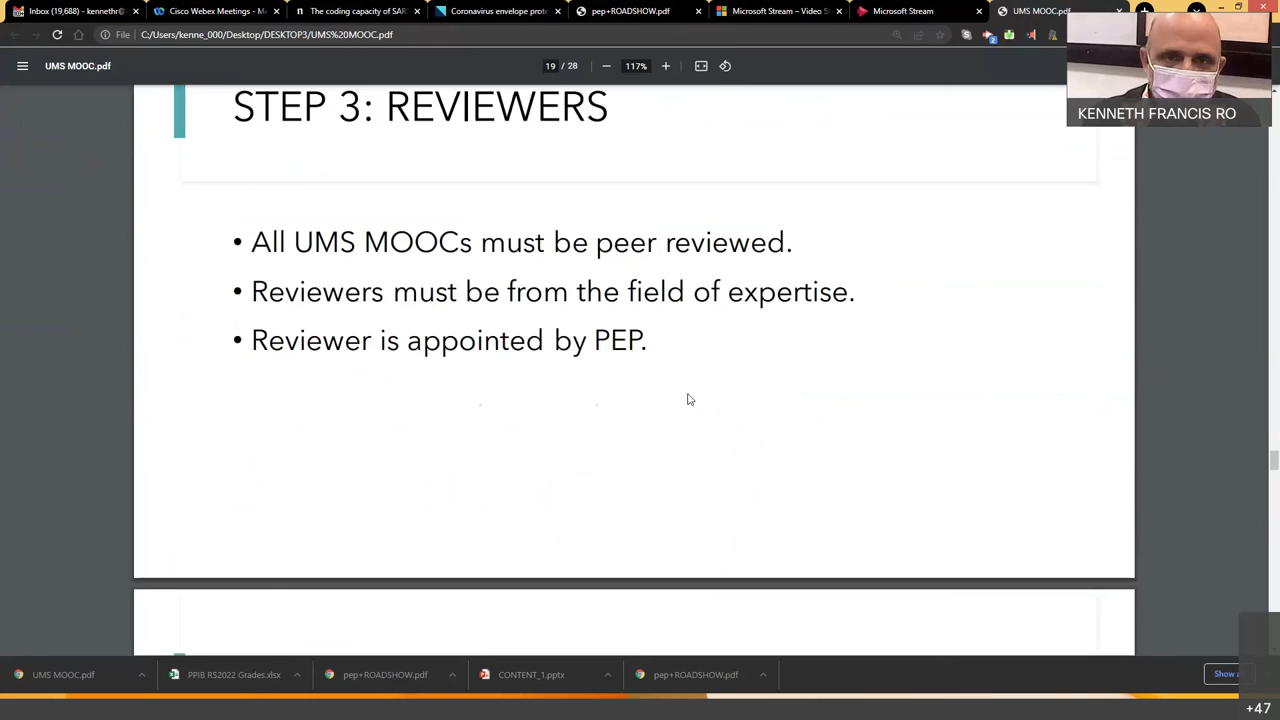 Inbox (19,688) - kennethr@
Cisco Webex Meetings - M
The coding capacity of SAR
Coronavirus envelope prote
pep+ROADSHOW.pdf
Microsoft Stream – Video S
Microsoft Stream
UMS MOOC.pdf
File
C:/Users/kenne_000/Desktop/DESKTOP3/UMS%20MOOC.pdf
UMS MOOC.pdf
19 / 28
117%
KENNETH FRANCIS RO
STEP 3: REVIEWERS
• All UMS MOOCs must be peer reviewed.
• Reviewers must be from the field of expertise.
• Reviewer is appointed by PEP.
UMS MOOC.pdf
PPIB RS2022 Grades.xlsx
pep+ROADSHOW.pdf
CONTENT_1.pptx
pep+ROADSHOW.pdf
Show
+47